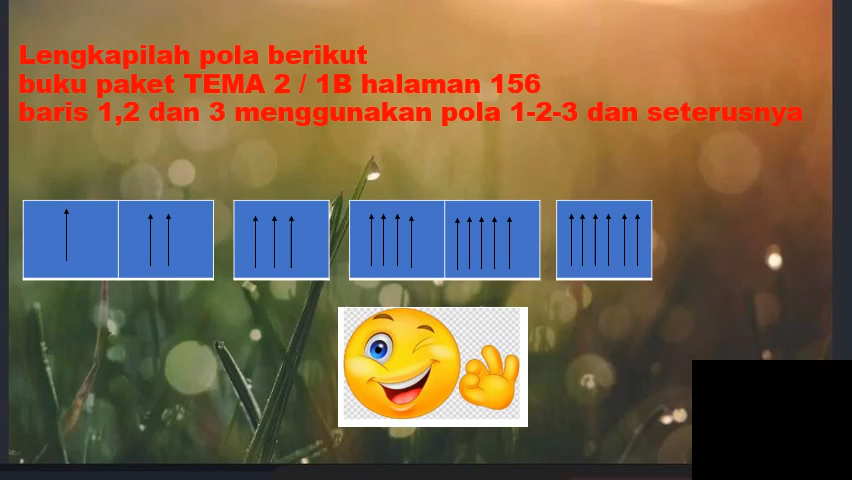 Lengkapilah pola berikut
buku paket TEMA 2 / 1B halaman 156
baris 1,2 dan 3 menggunakan pola 1-2-3 dan seterusnya